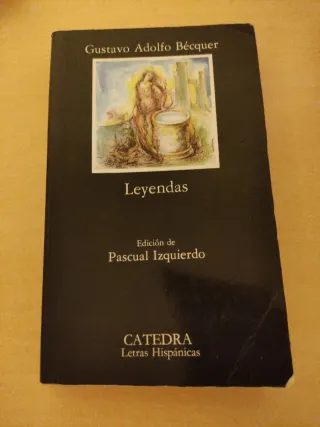 Gustavo Adolfo Bécquer
Leyendas
Edición de
Pascual Izquierdo
CATEDRA
Letras Hispánicas